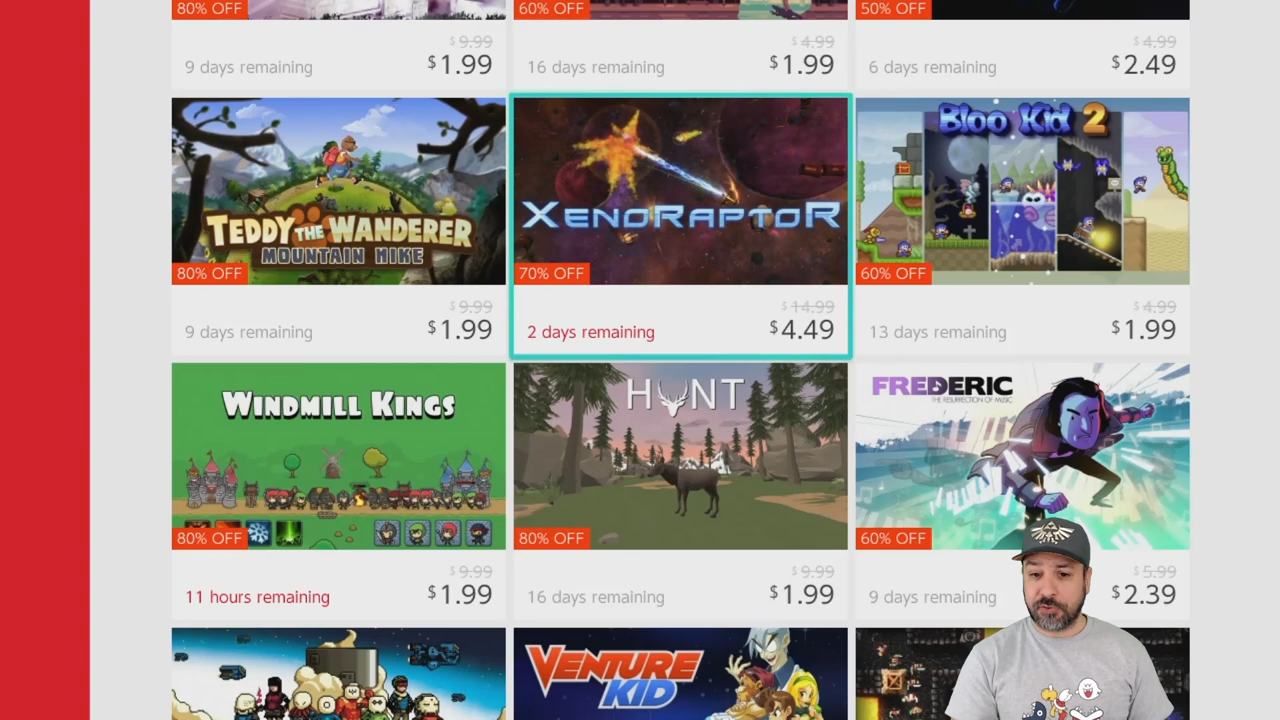 80% OFF
60% OFF
50% OFF
$9.99
9 days remaining
$1.99
$4.99
16 days remaining
$1.99
$4.99
6 days remaining
$2.49
TEDDY THE WANDERER
MOUNTAIN HIKE
80% OFF
$9.99
9 days remaining
$1.99
XENORAPTOR
70% OFF
$14.99
2 days remaining
$4.49
Bloo Kid 2
60% OFF
$4.99
13 days remaining
$1.99
WINDMILL KINGS
80% OFF
$9.99
11 hours remaining
$1.99
HUNT
80% OFF
$9.99
16 days remaining
$1.99
FREDERIC
THE RESURRECTION OF MUSIC
60% OFF
$5.99
9 days remaining
$2.39
VENTURE
KID